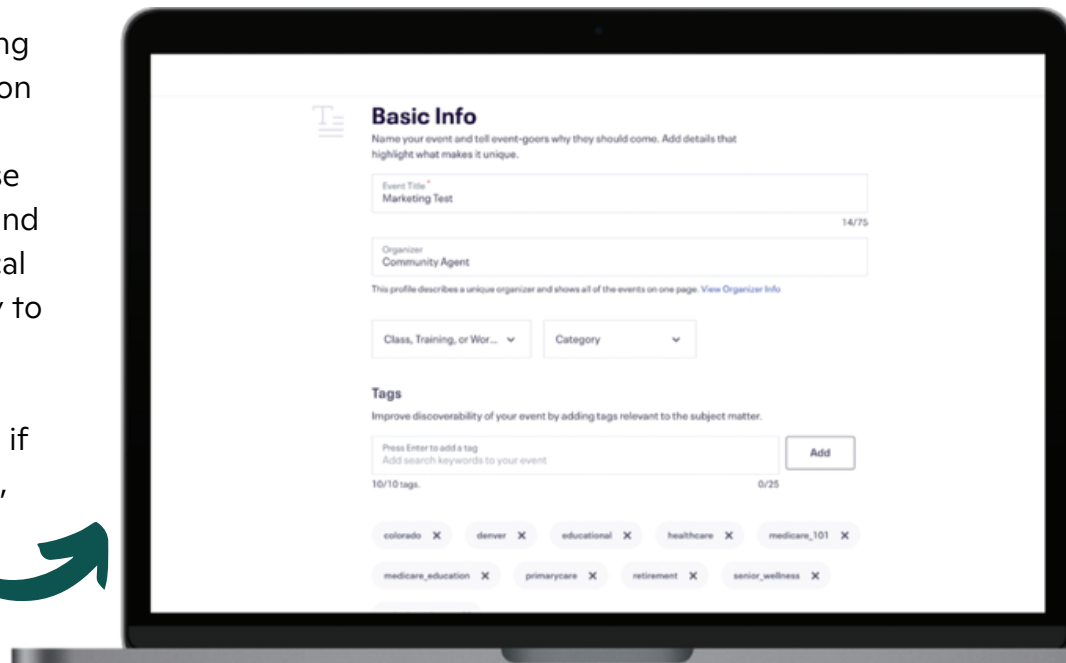 ng
on
se
nd
al
y to
if
,
Basic Info
Name your event and tell event-goers why they should come. Add details that
highlight what makes it unique.
Event Title *
Marketing Test
14/75
Organizer
Community Agent
This profile describes a unique organizer and shows all of the events on one page. View Organizer Info
Class, Training, or Wor... Category
Tags
Improve discoverability of your event by adding tags relevant to the subject matter.
Press Enter to add a tag
Add search keywords to your event
Add
10/10 tags. 0/25
colorado X denver X educational X healthcare X medicare_101 X
medicare_education X primarycare X retirement X senior_wellness X